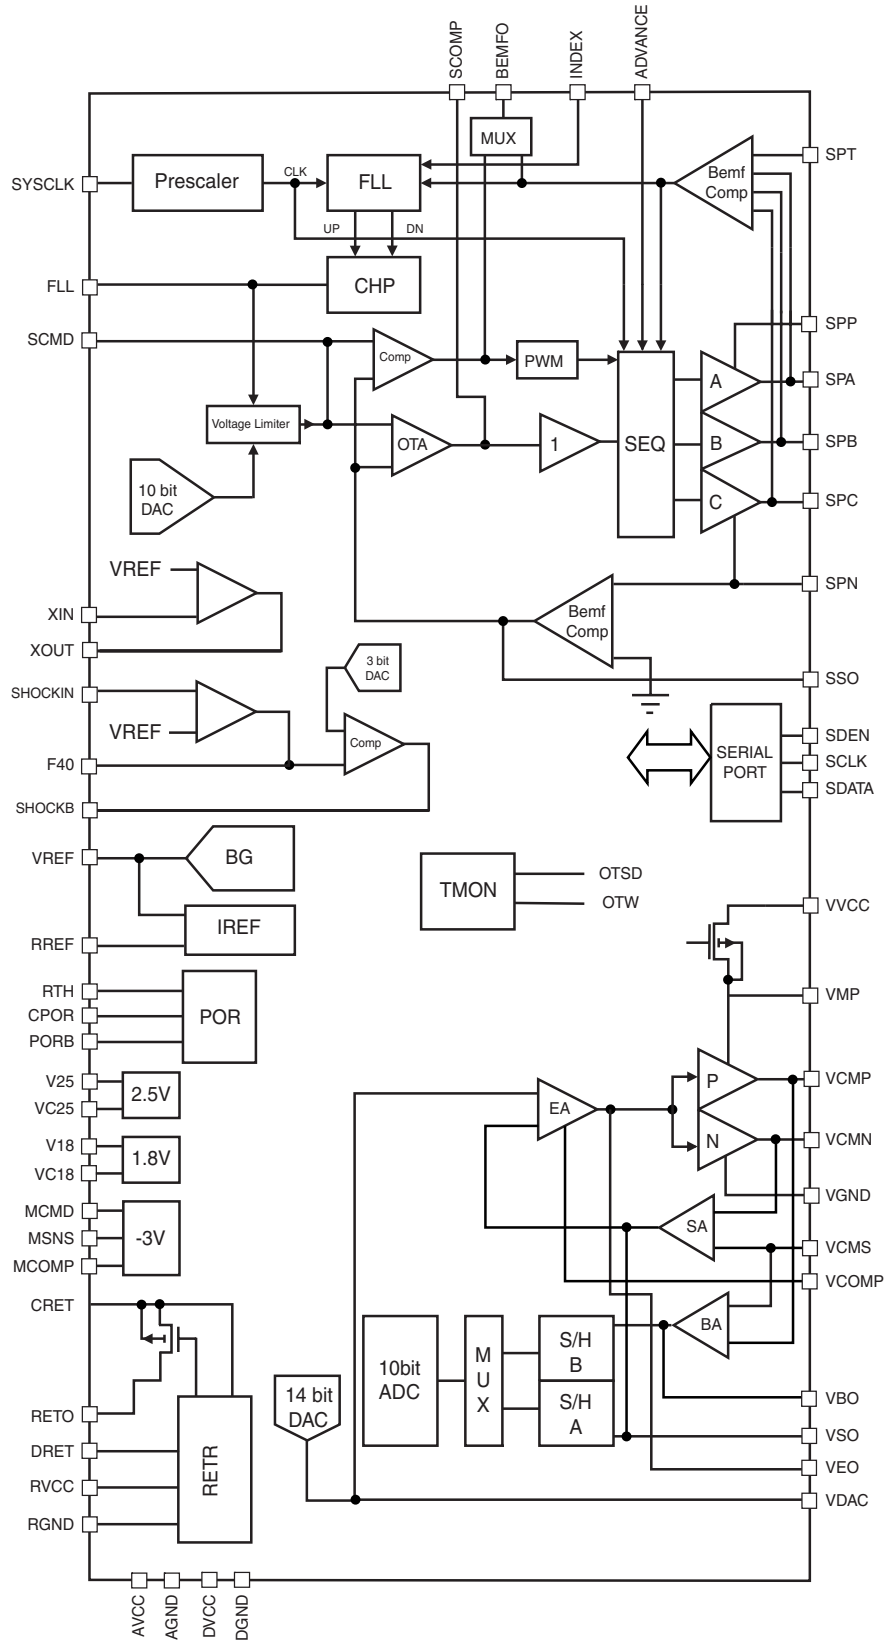 SCOMP
BEMFO
INDEX
ADVANCE
MUX
SYSCLK
Prescaler
CLK
FLL
Bemf
Comp
SPT
UP
DN
FLL
CHP
SCMD
Comp
PWM
SPP
A
SPA
Voltage Limiter
OTA
1
SEQ
B
SPB
10 bit
DAC
C
SPC
VREF
XIN
Bemf
Comp
SPN
XOUT
3 bit
DAC
SSO
SHOCKIN
VREF
Comp
F40
SHOCKB
SERIAL
PORT
SDEN
SCLK
SDATA
VREF
BG
TMON
OTSD
OTW
IREF
RREF
VVCC
RTH
CPOR
PORB
POR
VMP
V25
VC25
2.5V
EA
P
VCMP
N
VCMN
V18
VC18
1.8V
VGND
MCMD
MSNS
MCOMP
-3V
SA
VCMS
VCOMP
CRET
BA
10bit
ADC
M
U
X
S/H
B
S/H
A
14 bit
DAC
VBO
RETO
DRET
RVCC
RGND
RETR
VSO
VEO
VDAC
AVCC
AGND
DVCC
DGND